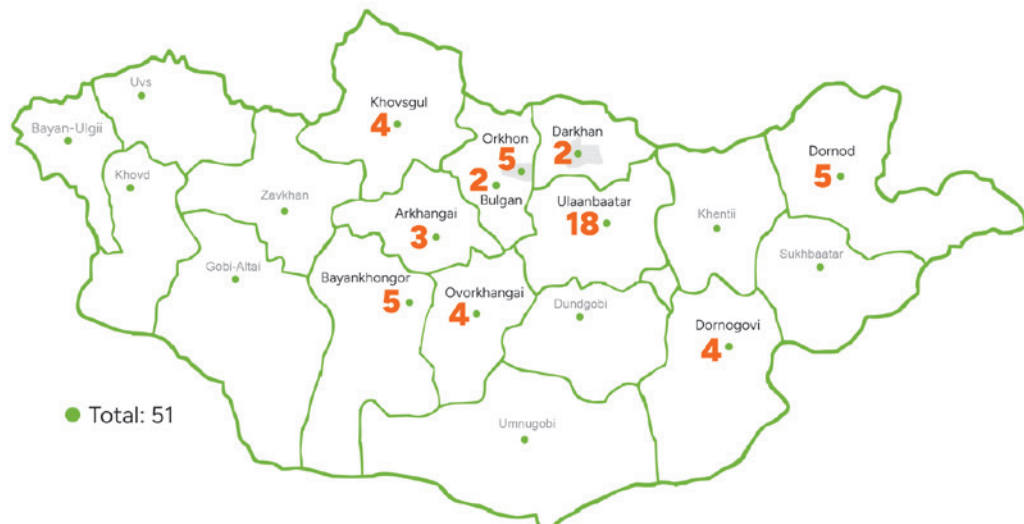 Uvs
Khovsgul
4
Bayan-Ulgii
Orkhon
5
Darkhan
2
Dornod
5
Khovd
2
Bulgan
Zavkhan
Arkhangai
3
Ulaanbaatar
18
Khentii
Gobi-Altai
Bayankhongor
5
Ovorkhangai
4
Dundgobi
Sukhbaatar
Dornogovi
4
Total: 51
Umnugobi